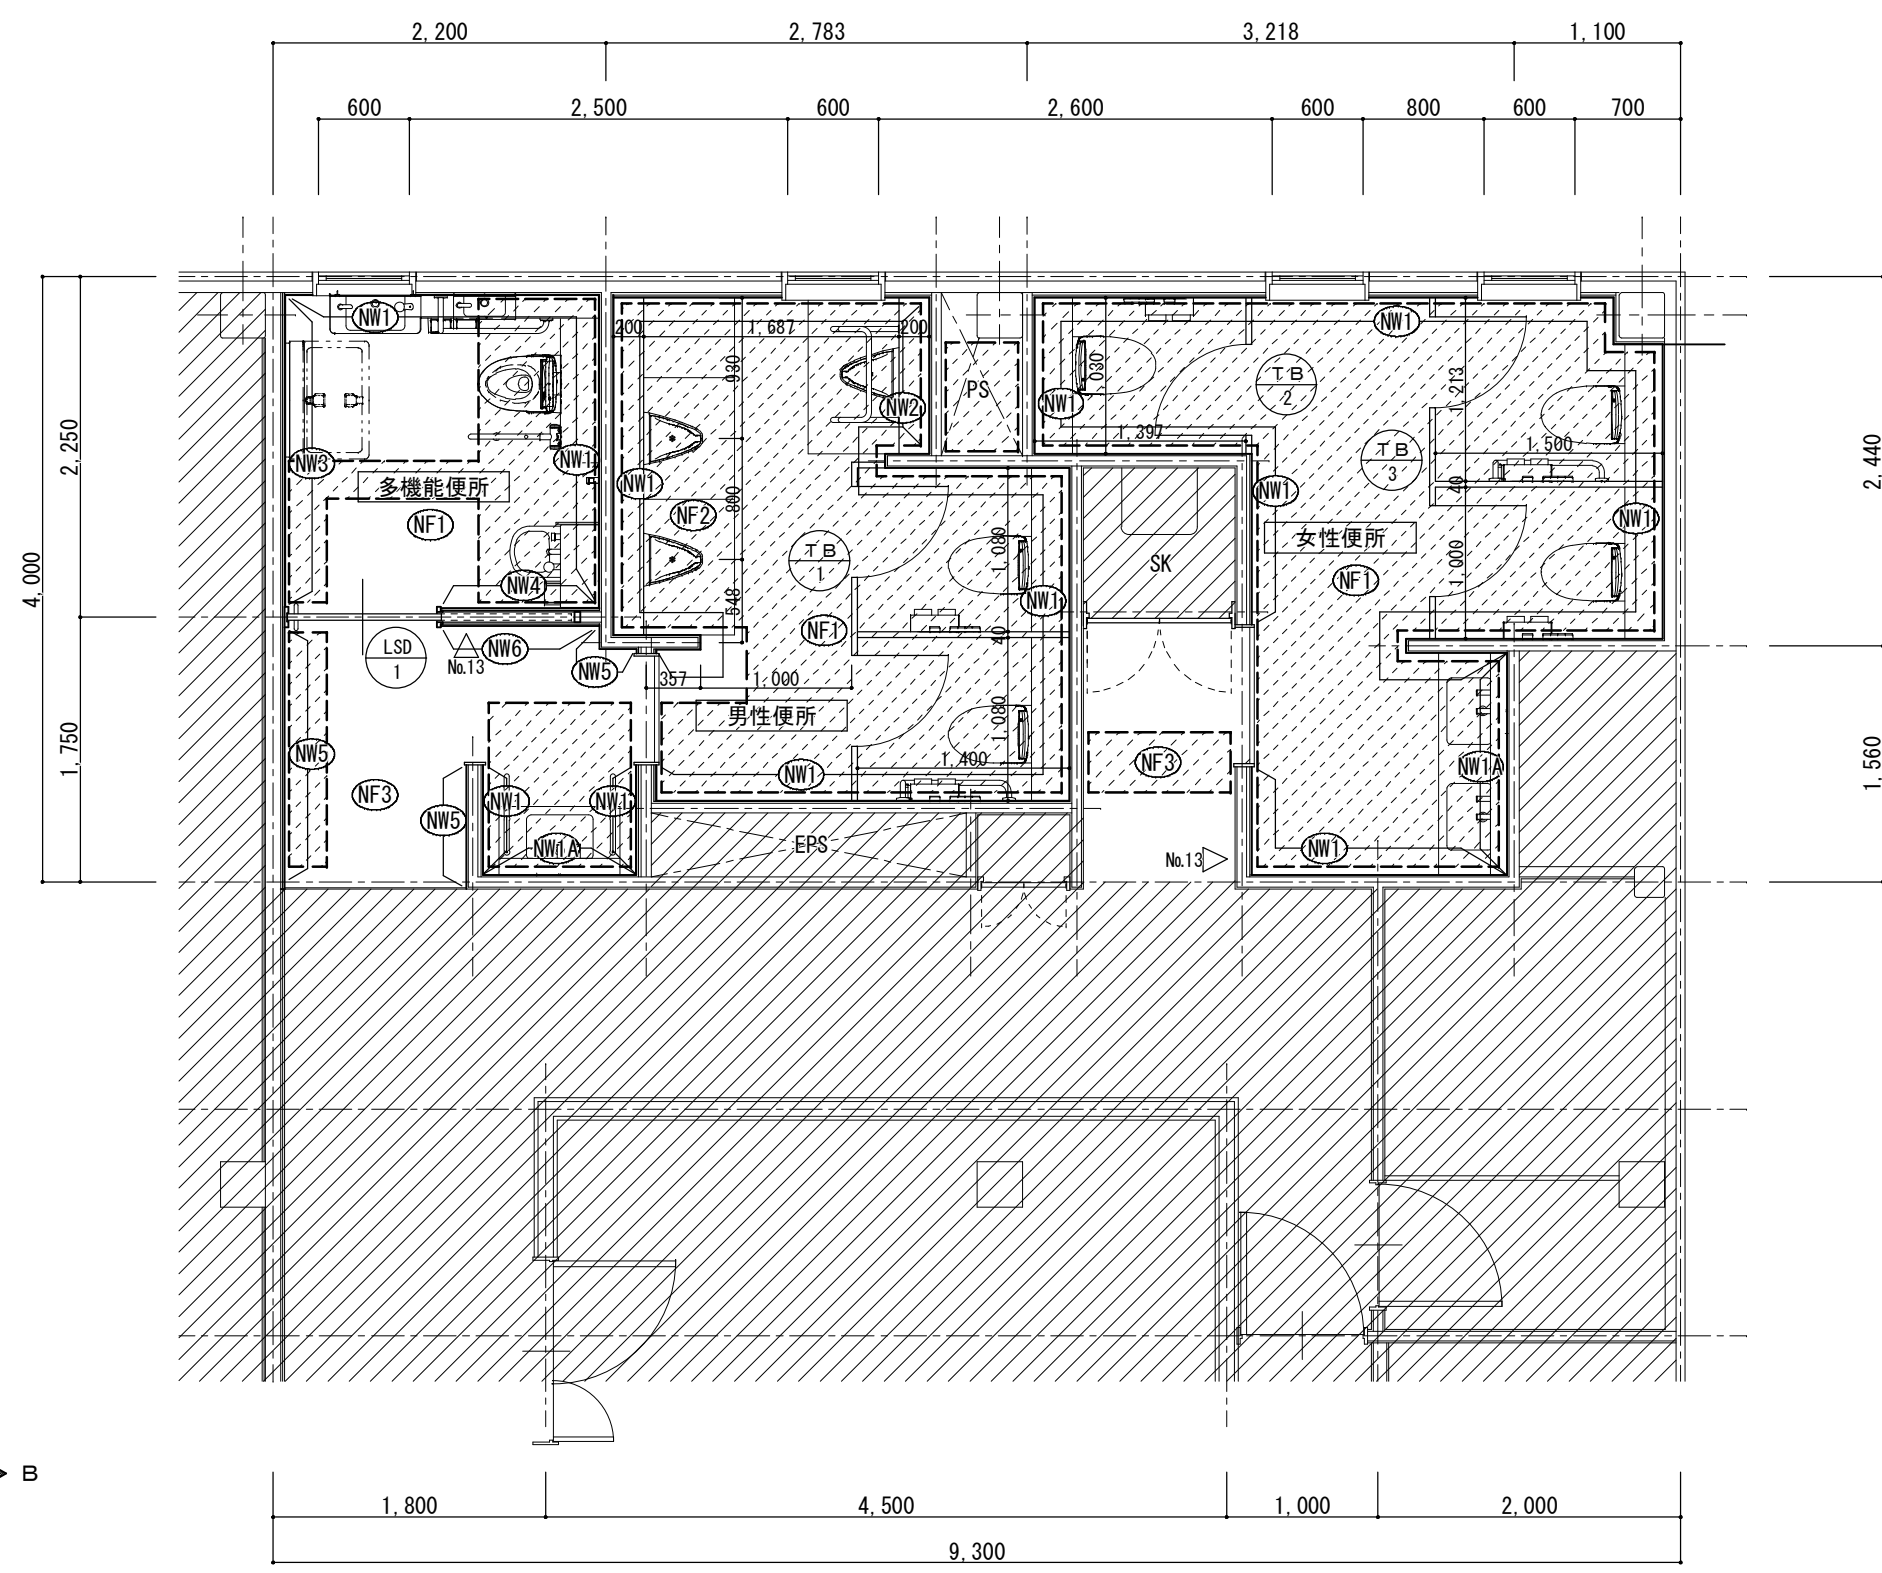 2,200
2,783
3,218
1,100
600
2,500
600
2,600
600
800
600
700
4,000
2,250
1,750
2,440
1,560
NW1
NW3
NW1
多機能便所
NF1
NW4
LSD
1
No.13
NW6
NW5
NW5
NF3
NW5
NW1
NW1
NW1A
200
1,687
200
930
800
548
NW2
NW1
NF2
TB
1
NF1
1,080
40
1,080
NW1
357
1,000
男性便所
NW1
1,400
EPS
PS
SK
NF3
No.13
NW1
1,397
NW1
TB
2
TB
3
1,213
1,500
40
1,000
NW1
NW1
女性便所
NF1
NW1A
NW1
B
1,800
4,500
1,000
2,000
9,300